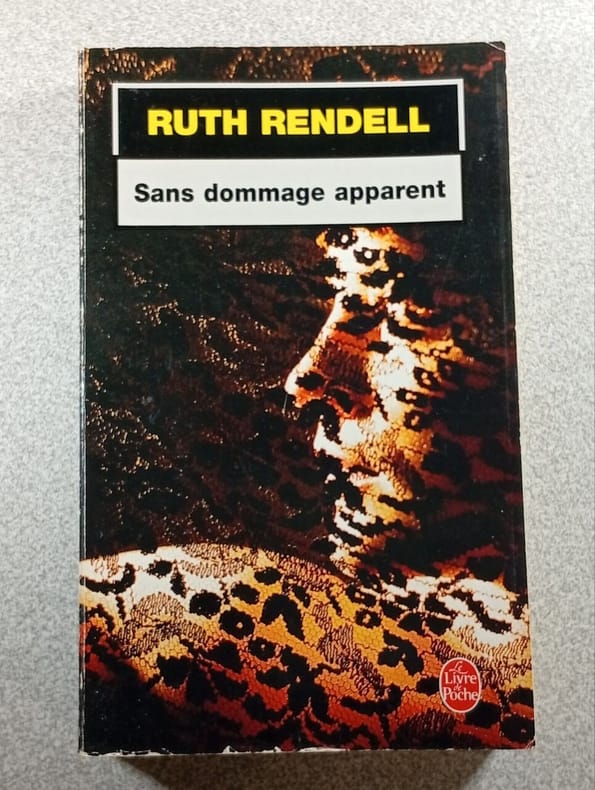 RUTH RENDELL
Sans dommage apparent
Le
Livre
de
Poche